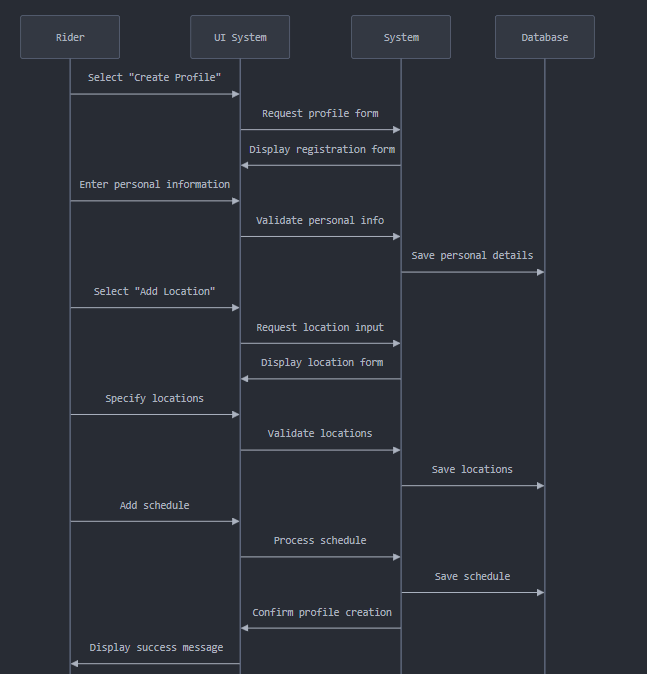 Rider
UI System
System
Database
Select "Create Profile"
Request profile form
Display registration form
Enter personal information
Validate personal info
Save personal details
Select "Add Location"
Request location input
Display location form
Specify locations
Validate locations
Save locations
Add schedule
Process schedule
Save schedule
Confirm profile creation
Display success message